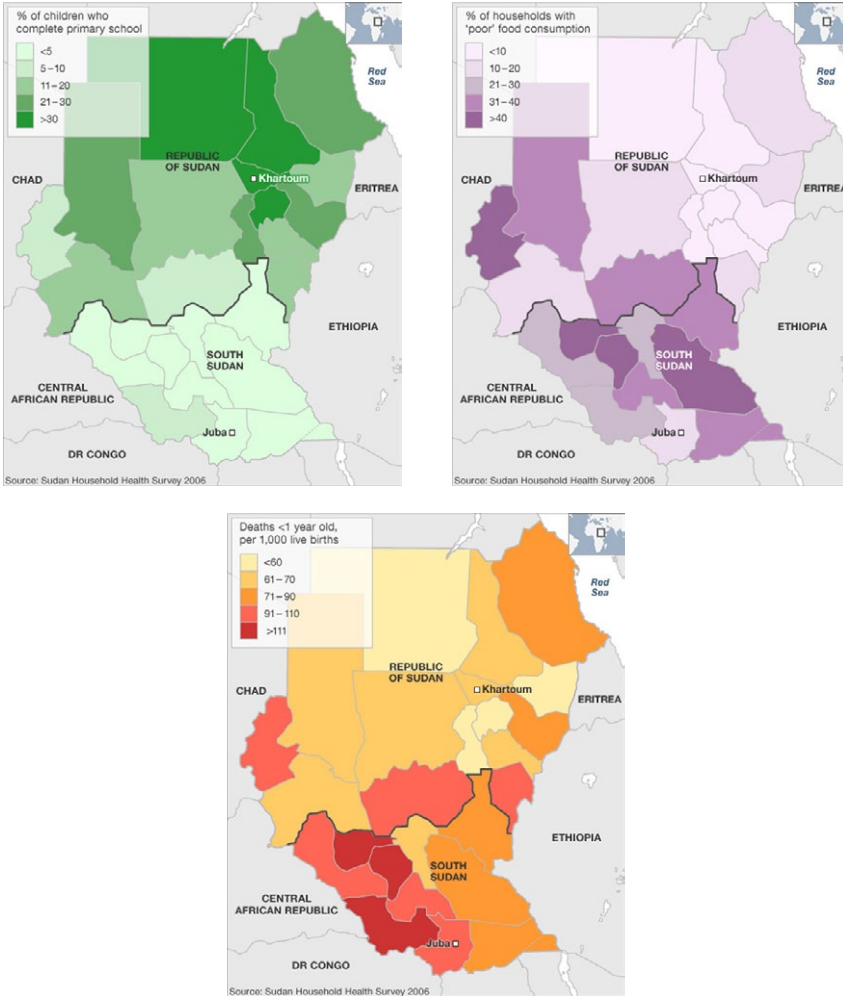 % of children who
complete primary school
<5
5–10
11–20
21–30
>30
Red
Sea
REPUBLIC
OF SUDAN
CHAD
Khartoum
ERITREA
ETHIOPIA
SOUTH
SUDAN
CENTRAL
AFRICAN REPUBLIC
Juba
DR CONGO
Source: Sudan Household Health Survey 2006
% of households with
'poor' food consumption
<10
10–20
21–30
31–40
>40
Red
Sea
REPUBLIC
OF SUDAN
CHAD
Khartoum
ERITREA
ETHIOPIA
SOUTH
SUDAN
CENTRAL
AFRICAN REPUBLIC
Juba
DR CONGO
Source: Sudan Household Health Survey 2006
Deaths <1 year old,
per 1,000 live births
<60
61–70
71–90
91–110
>111
Red
Sea
REPUBLIC
OF SUDAN
CHAD
Khartoum
ERITREA
ETHIOPIA
SOUTH
SUDAN
CENTRAL
AFRICAN REPUBLIC
Juba
DR CONGO
Source: Sudan Household Health Survey 2006